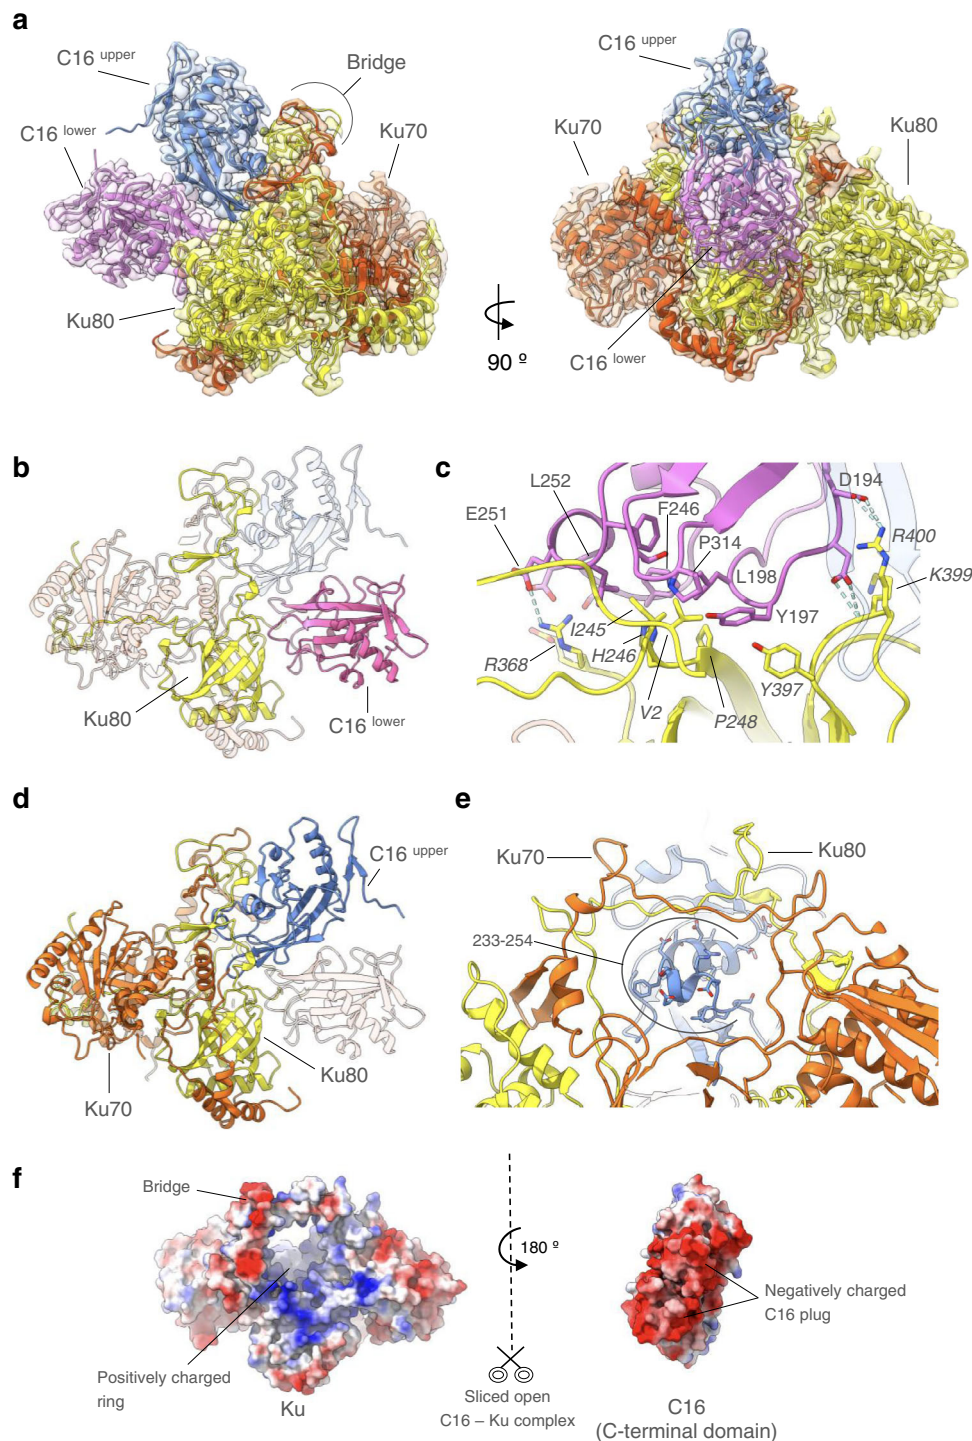 a
C16 upper
Bridge
C16 lower
Ku70
Ku80
90 º
C16 upper
Ku70
Ku80
C16 lower
b
Ku80
C16 lower
c
L252
E251
F246
P314
D194
R400
K399
L198
Y197
I245
H246
R368
V2
P248
Y397
d
C16 upper
Ku80
Ku70
e
Ku70
Ku80
233-254
f
Bridge
Positively charged
ring
Ku
180 º
Sliced open
C16 – Ku complex
Negatively charged
C16 plug
C16
(C-terminal domain)